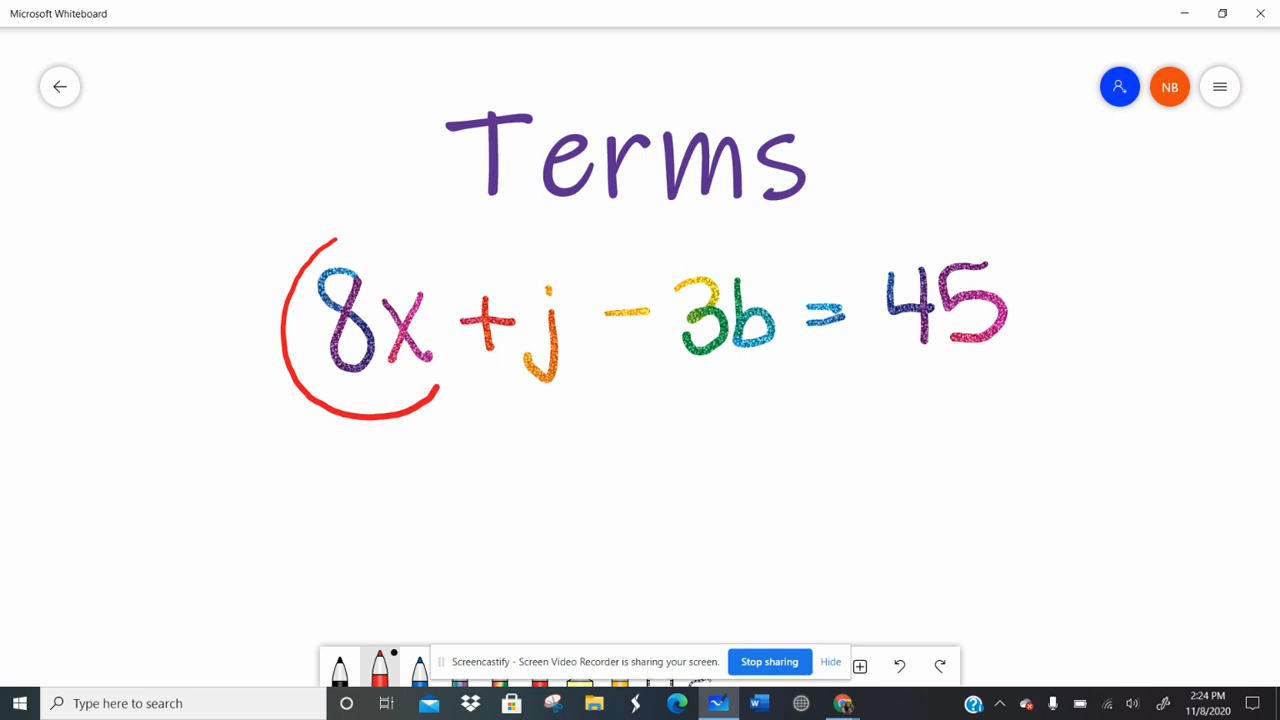 Microsoft Whiteboard
NB
Terms
8x + j - 3b = 45
Screencastify - Screen Video Recorder is sharing your screen. Stop sharing Hide
Type here to search
2:24 PM
11/8/2020